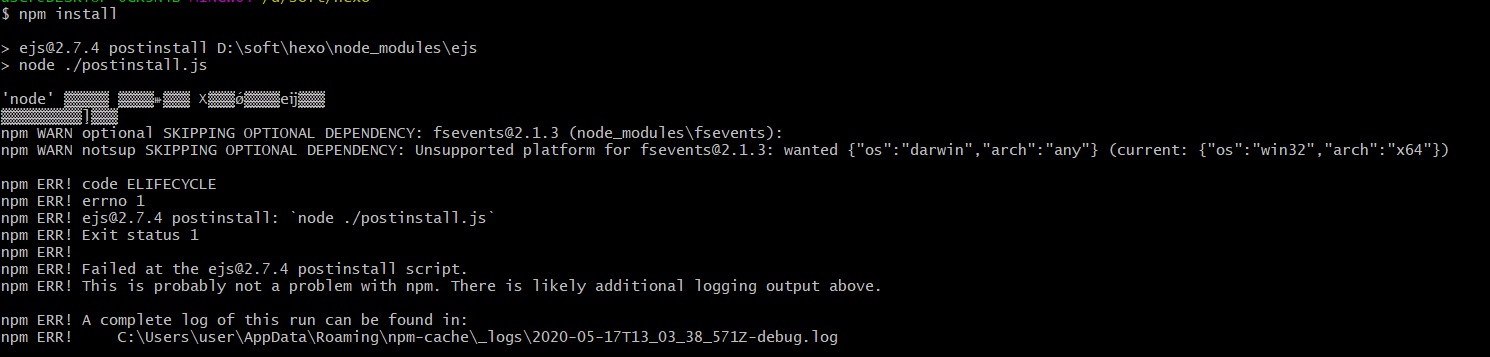 $ npm install
> ejs@2.7.4 postinstall D:\soft\hexo\node_modules\ejs
> node ./postinstall.js
'node'
npm WARN optional SKIPPING OPTIONAL DEPENDENCY: fsevents@2.1.3 (node_modules\fsevents):
npm WARN notsup SKIPPING OPTIONAL DEPENDENCY: Unsupported platform for fsevents@2.1.3: wanted {"os":"darwin","arch":"any"} (current: {"os":"win32","arch":"x64"})
npm ERR! code ELIFECYCLE
npm ERR! errno 1
npm ERR! ejs@2.7.4 postinstall: `node ./postinstall.js`
npm ERR! Exit status 1
npm ERR!
npm ERR! Failed at the ejs@2.7.4 postinstall script.
npm ERR! This is probably not a problem with npm. There is likely additional logging output above.
npm ERR! A complete log of this run can be found in:
npm ERR!     C:\Users\user\AppData\Roaming\npm-cache\_logs\2020-05-17T13_03_38_571Z-debug.log